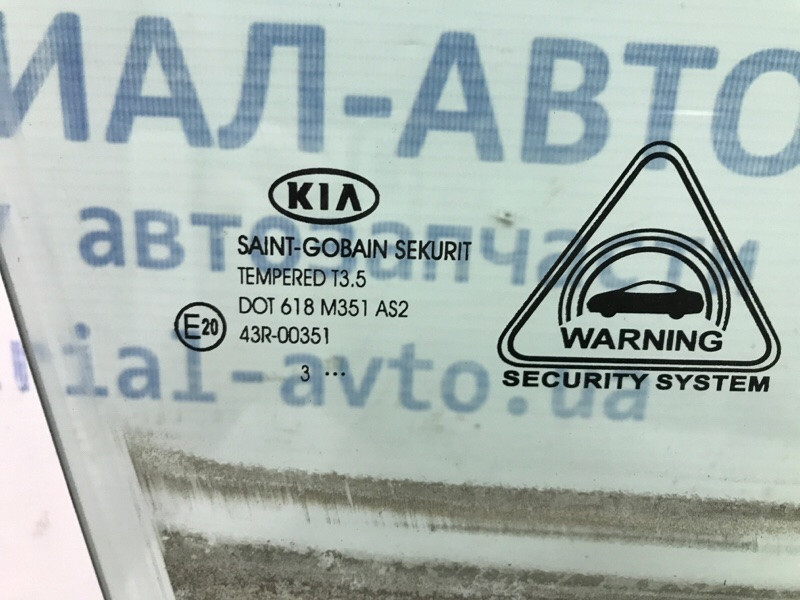 ИАЛ-АВТО
автозапчасти
rial-avto.ua
KIA
SAINT-GOBAIN SEKURIT
TEMPERED T3.5
DOT 618 M351 AS2
E20
43R-00351
3 ...
WARNING
SECURITY SYSTEM